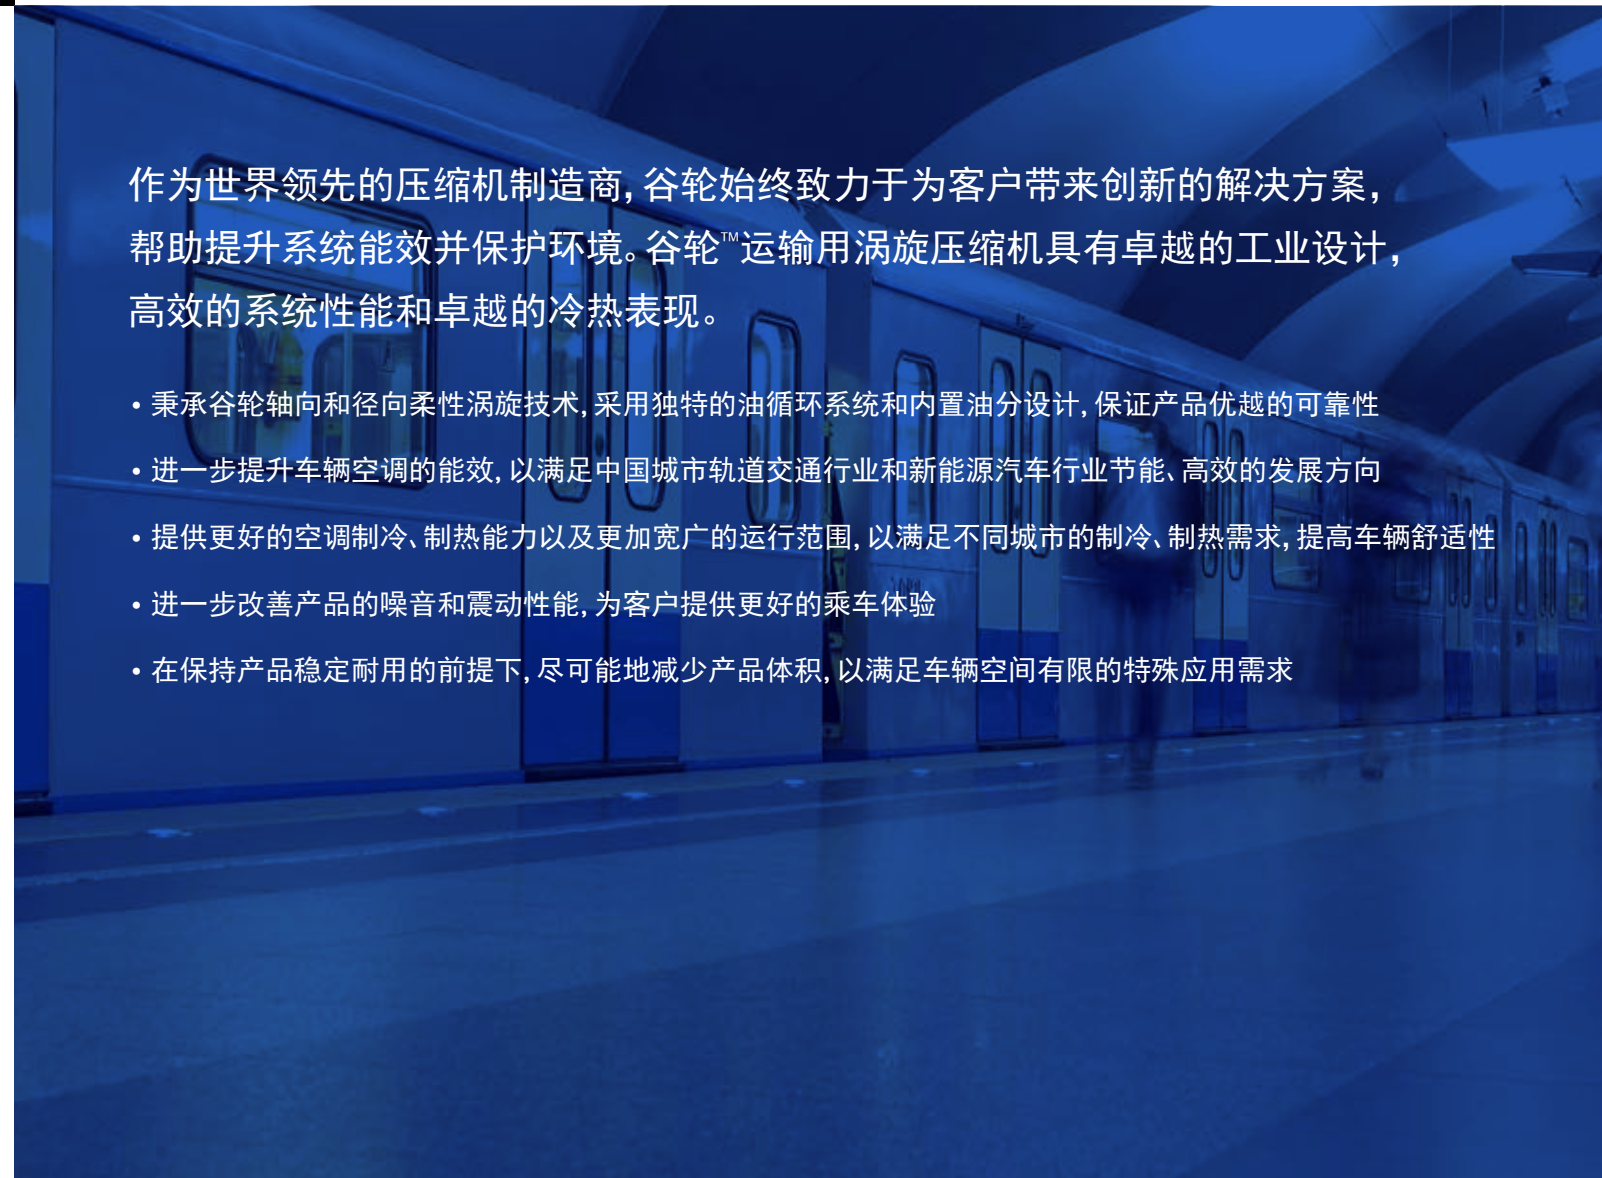 作为世界领先的压缩机制造商,谷轮始终致力于为客户带来创新的解决方案,
帮助提升系统能效并保护环境。谷轮™运输用涡旋压缩机具有卓越的工业设计,
高效的系统性能和卓越的冷热表现。
• 秉承谷轮轴向和径向柔性涡旋技术,采用独特的油循环系统和内置油分设计,保证产品优越的可靠性
• 进一步提升车辆空调的能效,以满足中国城市轨道交通行业和新能源汽车行业节能、高效的发展方向
• 提供更好的空调制冷、制热能力以及更加宽广的运行范围,以满足不同城市的制冷、制热需求,提高车辆舒适性
• 进一步改善产品的噪音和震动性能,为客户提供更好的乘车体验
• 在保持产品稳定耐用的前提下,尽可能地减少产品体积,以满足车辆空间有限的特殊应用需求